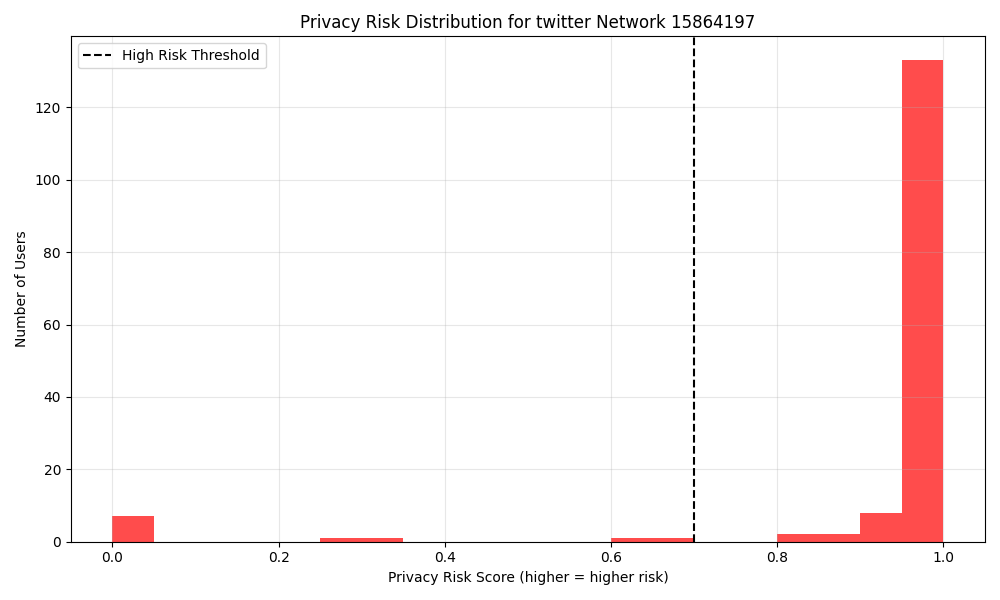 Privacy Risk Distribution for twitter Network 15864197
High Risk Threshold
Number of Users
120
100
80
60
40
20
0
0.0 0.2 0.4 0.6 0.8 1.0
Privacy Risk Score (higher = higher risk)